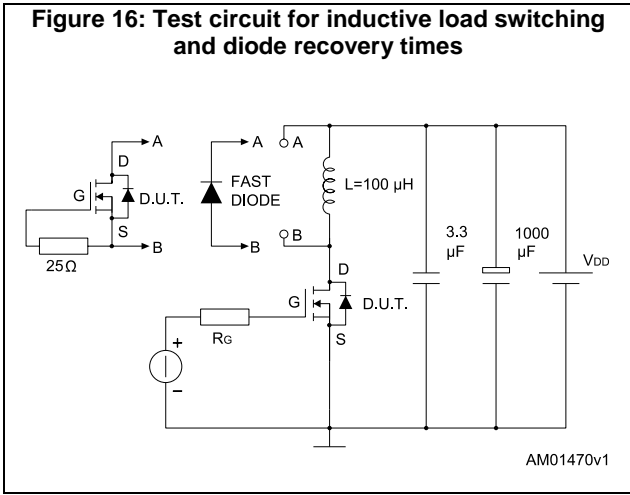 Figure 16: Test circuit for inductive load switching
and diode recovery times
A
D
G
D.U.T.
S
B
25Ω
A
FAST
DIODE
B
A
L=100 µH
B
D
G
D.U.T.
S
RG
+
–
3.3
µF
1000
µF
VDD
AM01470v1